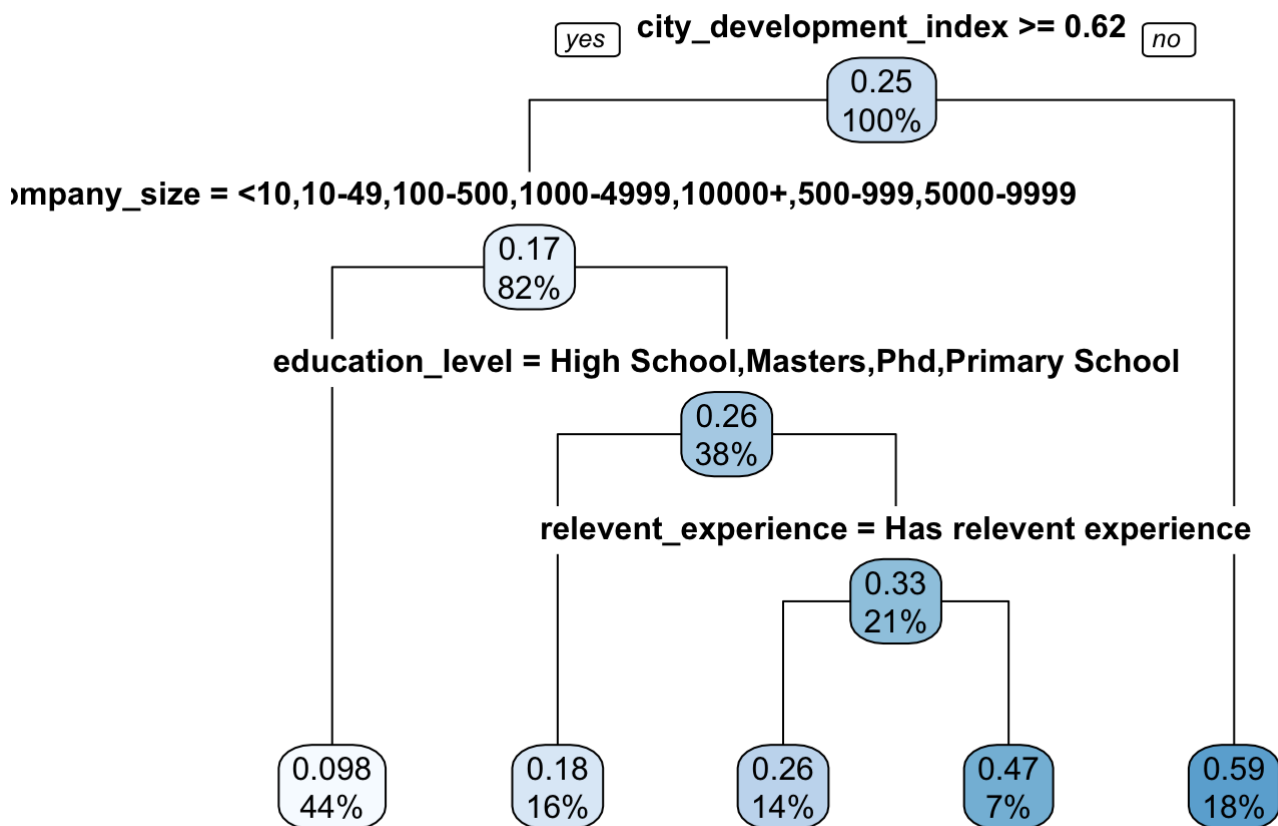 yes city_development_index >= 0.62 no
0.25
100%
ompany_size = <10,10-49,100-500,1000-4999,10000+,500-999,5000-9999
0.17
82%
education_level = High School,Masters,Phd,Primary School
0.26
38%
relevent_experience = Has relevent experience
0.33
21%
0.098 0.18 0.26 0.47 0.59
44% 16% 14% 7% 18%